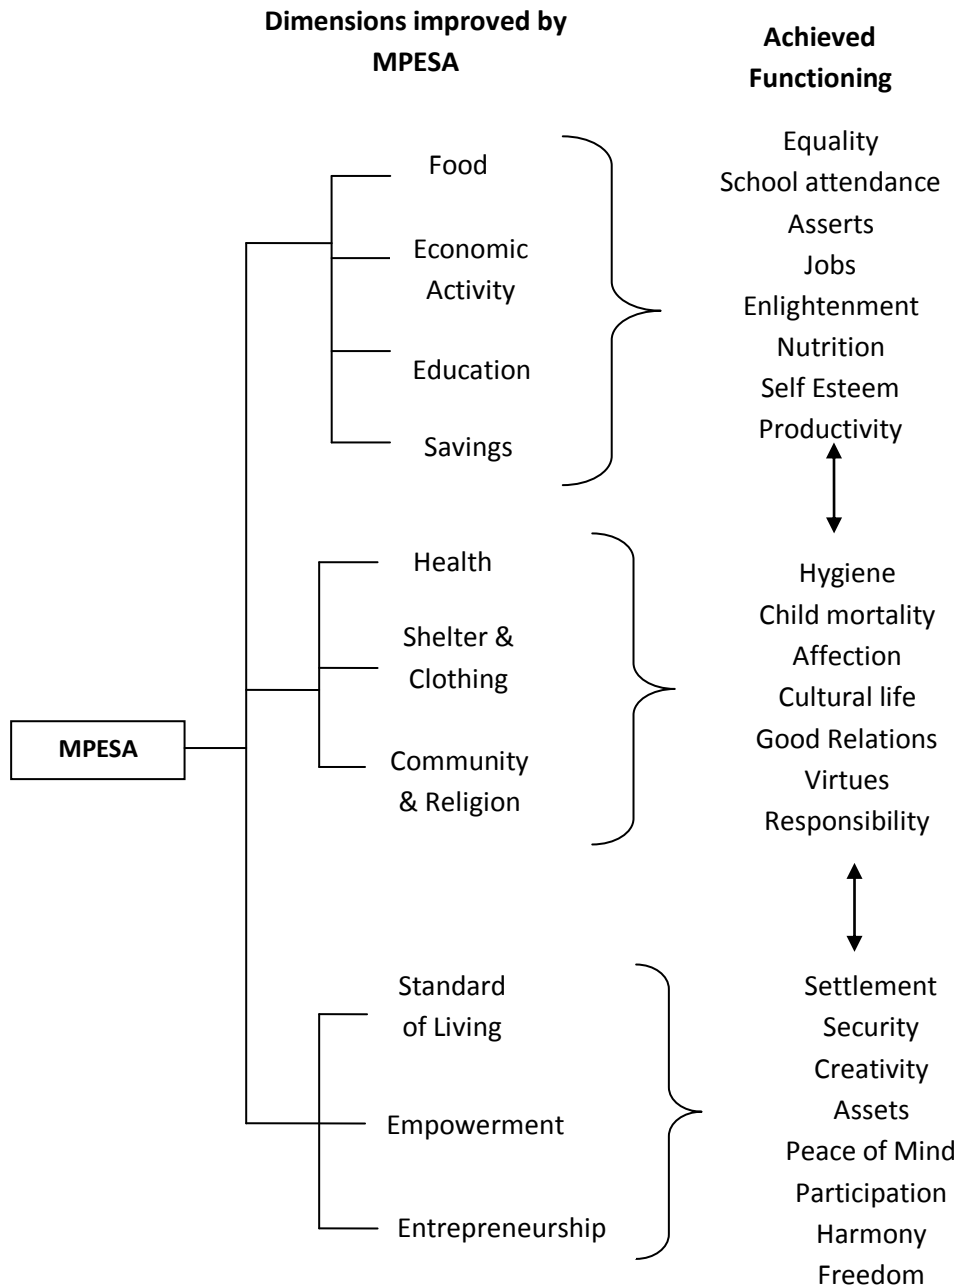 Dimensions improved by
MPESA
Achieved
Functioning
Food
Economic
Activity
Education
Savings
Equality
School attendance
Asserts
Jobs
Enlightenment
Nutrition
Self Esteem
Productivity
MPESA
Health
Shelter &
Clothing
Community
& Religion
Hygiene
Child mortality
Affection
Cultural life
Good Relations
Virtues
Responsibility
Standard
of Living
Empowerment
Entrepreneurship
Settlement
Security
Creativity
Assets
Peace of Mind
Participation
Harmony
Freedom